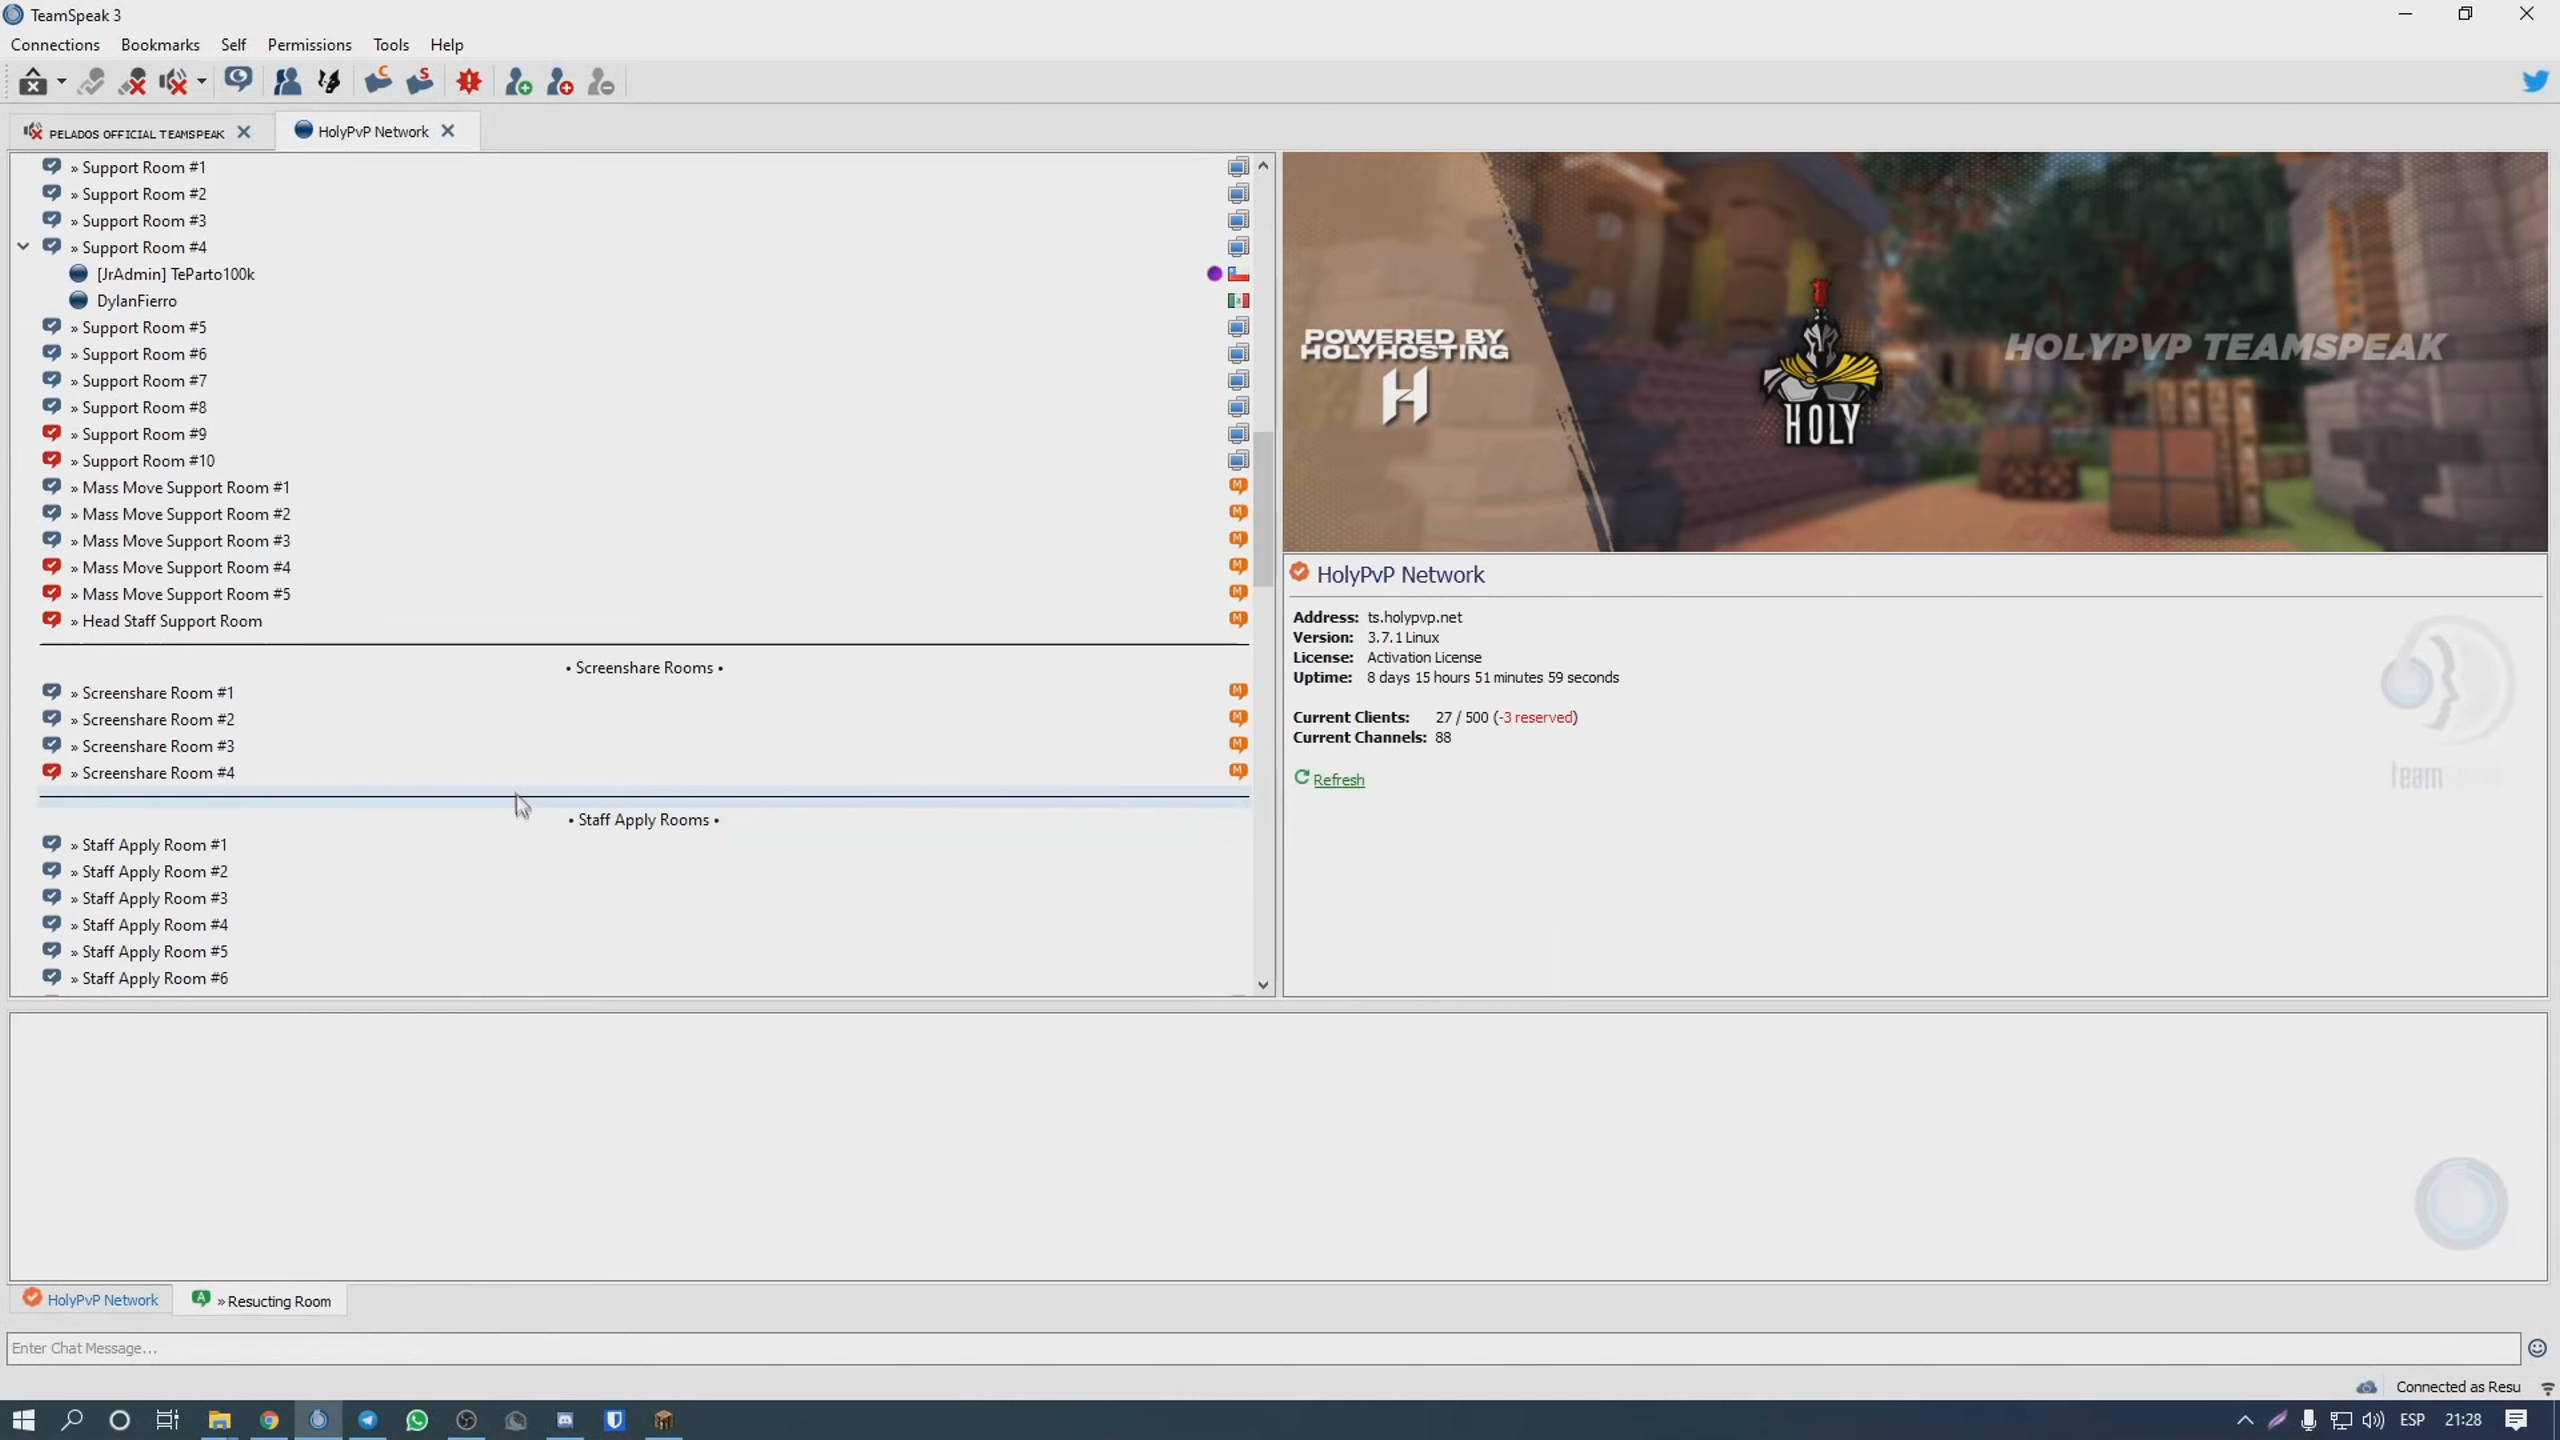 TeamSpeak 3
Connections Bookmarks Self Permissions Tools Help
PELADOS OFFICIAL TEAMSPEAK
HolyPvP Network
» Support Room #1
» Support Room #2
» Support Room #3
» Support Room #4
[JrAdmin] TeParto100k
DylanFierro
» Support Room #5
» Support Room #6
» Support Room #7
» Support Room #8
» Support Room #9
» Support Room #10
» Mass Move Support Room #1
» Mass Move Support Room #2
» Mass Move Support Room #3
» Mass Move Support Room #4
» Mass Move Support Room #5
» Head Staff Support Room
• Screenshare Rooms •
» Screenshare Room #1
» Screenshare Room #2
» Screenshare Room #3
» Screenshare Room #4
• Staff Apply Rooms •
» Staff Apply Room #1
» Staff Apply Room #2
» Staff Apply Room #3
» Staff Apply Room #4
» Staff Apply Room #5
» Staff Apply Room #6
POWERED BY
HOLYHOSTING
HOLY
HOLYPVP TEAMSPEAK
HolyPvP Network
Address: ts.holypvp.net
Version: 3.7.1 Linux
License: Activation License
Uptime: 8 days 15 hours 51 minutes 59 seconds
Current Clients: 27 / 500 (-3 reserved)
Current Channels: 88
Refresh
HolyPvP Network
» Resucting Room
Enter Chat Message...
Connected as Resu
ESP 21:28